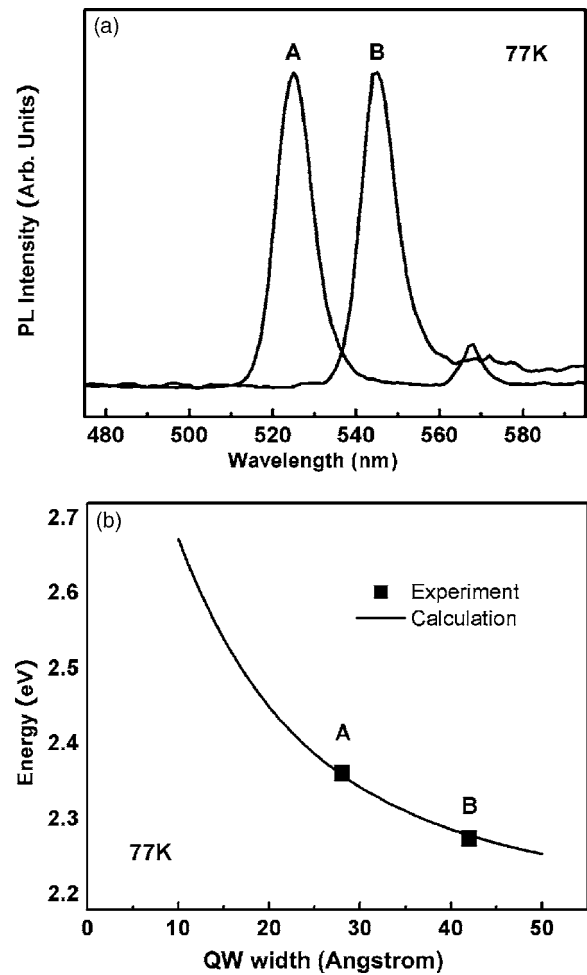 (a)
A
B
77K
PL Intensity (Arb. Units)
480
500
520
540
560
580
Wavelength (nm)
(b)
2.7
2.6
2.5
2.4
2.3
2.2
Experiment
Calculation
A
B
77K
Energy (eV)
0
10
20
30
40
50
QW width (Angstrom)